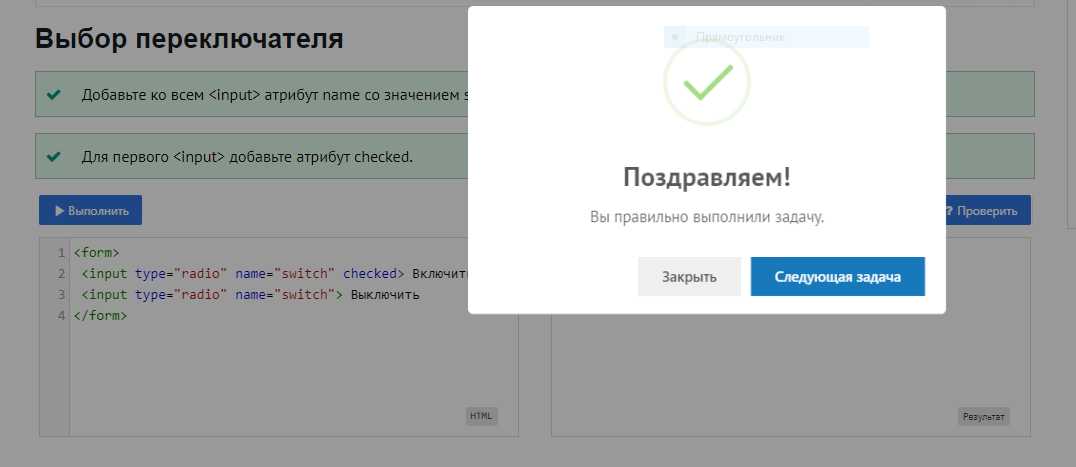 Выбор переключателя
Прямоугольник
Добавьте ко всем <input> атрибут name со значением s
Для первого <input> добавьте атрибут checked.
Поздравляем!
Вы правильно выполнили задачу.
Закрыть
Следующая задача
Выполнить
? Проверить
1 <form>
2 <input type="radio" name="switch" checked> Включить
3 <input type="radio" name="switch"> Выключить
4 </form>
HTML
Результат